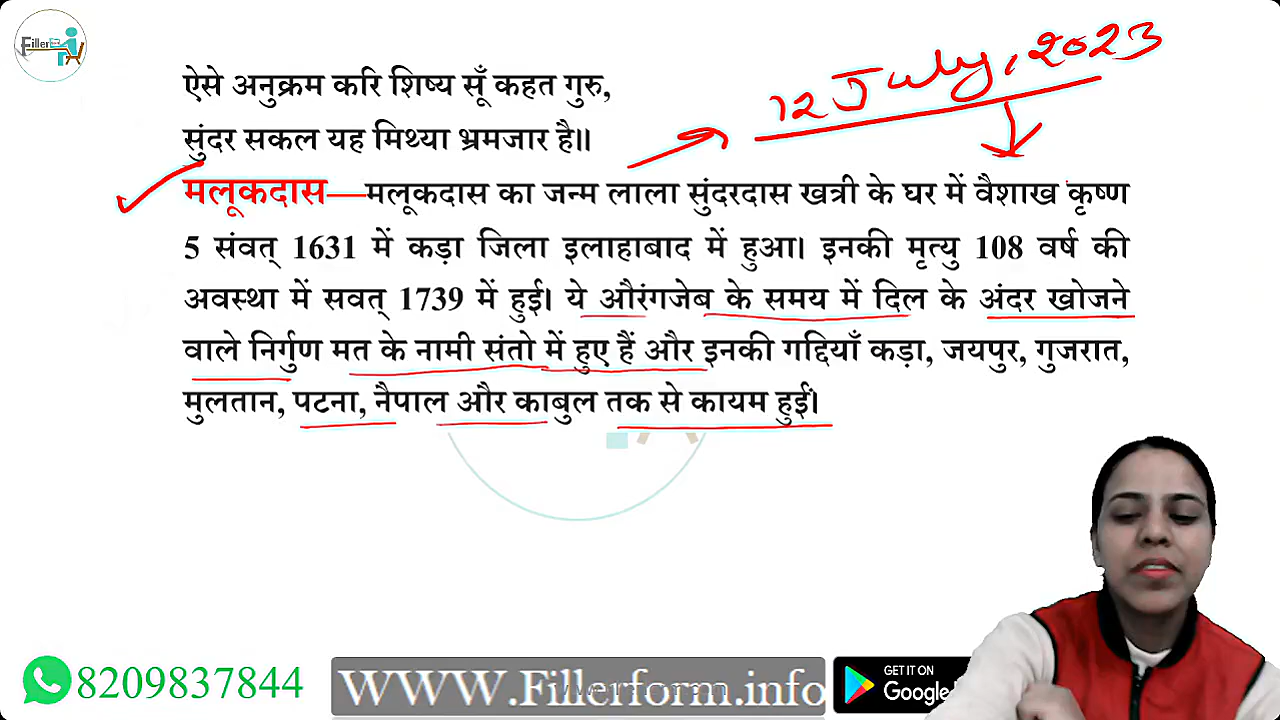 Fillerform
12 July, 2023
ऐसे अनुक्रम करि शिष्य सूँ कहत गुरु,
सुंदर सकल यह मिथ्या भ्रमजार है॥
मलूकदास—मलूकदास का जन्म लाला सुंदरदास खत्री के घर में वैशाख कृष्ण
5 संवत् 1631 में कड़ा जिला इलाहाबाद में हुआ। इनकी मृत्यु 108 वर्ष की
अवस्था में सवत् 1739 में हुई। ये औरंगजेब के समय में दिल के अंदर खोजने
वाले निर्गुण मत के नामी संतो में हुए हैं और इनकी गद्दियाँ कड़ा, जयपुर, गुजरात,
मुलतान, पटना, नैपाल और काबुल तक से कायम हुईं।
8209837844
WWW.Fillerform.info
GET IT ON
Google